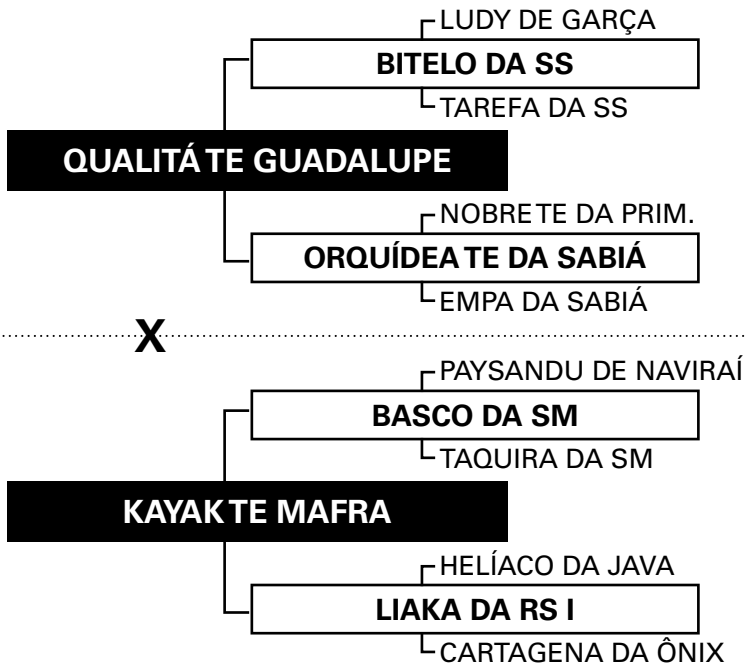 LUDY DE GARÇA
BITELO DA SS
TAREFA DA SS
QUALITÁ TE GUADALUPE
NOBRE TE DA PRIM.
ORQUÍDEA TE DA SABIÁ
EMPA DA SABIÁ
X
PAYSANDU DE NAVIRAÍ
BASCO DA SM
TAQUIRA DA SM
KAYAK TE MAFRA
HELÍACO DA JAVA
LIAKA DA RS I
CARTAGENA DA ÔNIX